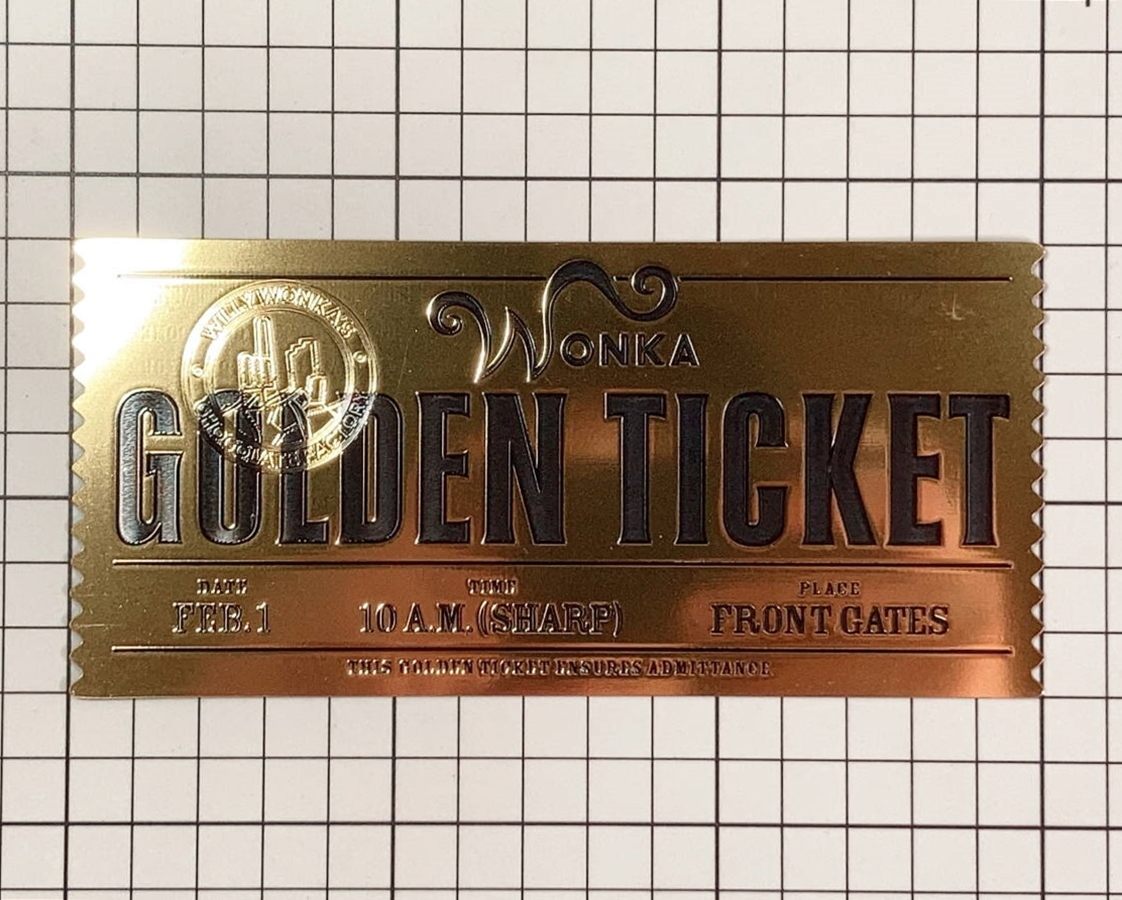 WONKA
WILLY WONKA'S
CHOCOLATE FACTORY
GOLDEN TICKET
DATE TIME PLACE
FEB. 1 10 A.M. (SHARP) FRONT GATES
THIS GOLDEN TICKET ENSURES ADMITTANCE